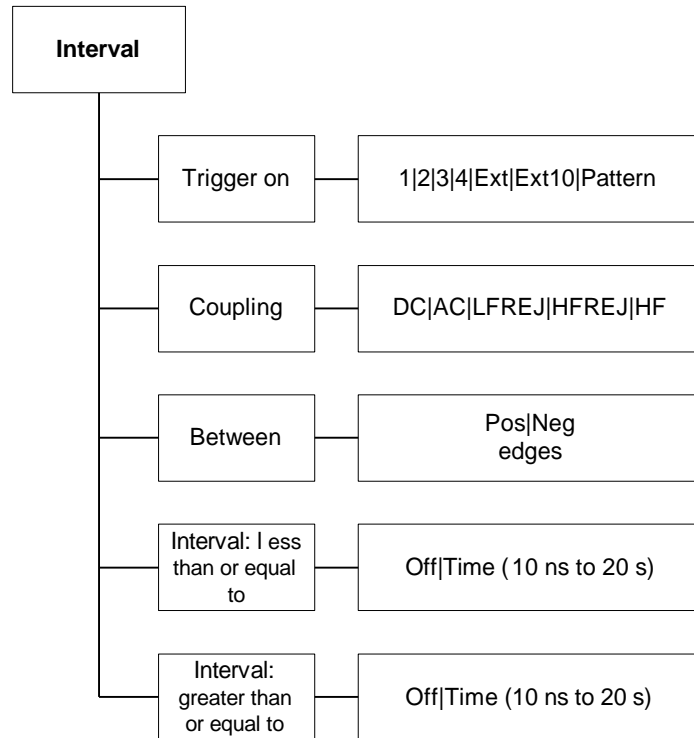 Interval
Trigger on
1|2|3|4|Ext|Ext10|Pattern
Coupling
DC|AC|LFREJ|HFREJ|HF
Between
Pos|Neg
edges
Interval: l ess
than or equal
to
Off|Time (10 ns to 20 s)
Interval:
greater than
or equal to
Off|Time (10 ns to 20 s)